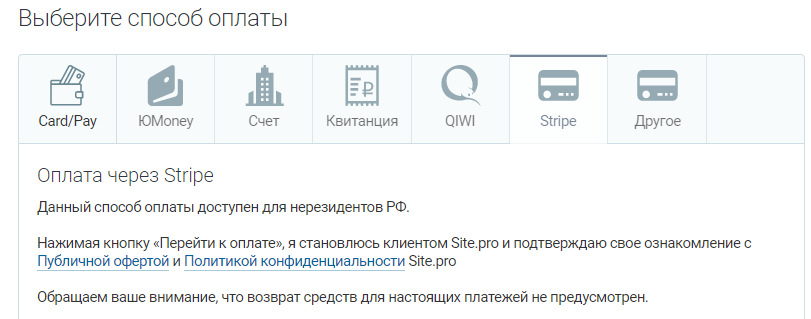 Выберите способ оплаты
Card/Pay
ЮMoney
Счет
Квитанция
QIWI
Stripe
Другое
Оплата через Stripe
Данный способ оплаты доступен для нерезидентов РФ.
Нажимая кнопку «Перейти к оплате», я становлюсь клиентом Site.pro и подтверждаю свое ознакомление с
Публичной офертой и Политикой конфиденциальности Site.pro
Обращаем ваше внимание, что возврат средств для настоящих платежей не предусмотрен.